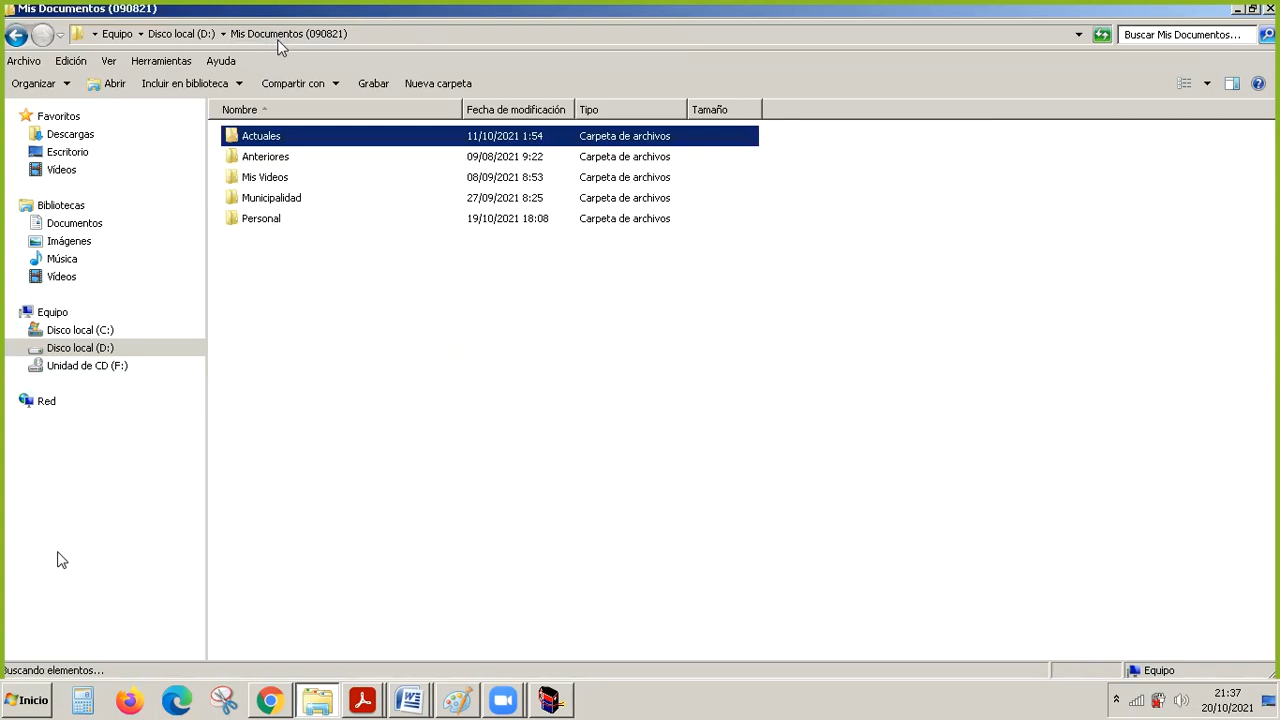 Mis Documentos (090821)
Equipo Disco local (D:) Mis Documentos (090821) Buscar Mis Documentos...
Archivo Edición Ver Herramientas Ayuda
Organizar Abrir Incluir en biblioteca Compartir con Grabar Nueva carpeta
Favoritos
Descargas
Escritorio
Vídeos
Bibliotecas
Documentos
Imágenes
Música
Vídeos
Equipo
Disco local (C:)
Disco local (D:)
Unidad de CD (F:)
Red
Nombre Fecha de modificación Tipo Tamaño
Actuales 11/10/2021 1:54 Carpeta de archivos
Anteriores 09/08/2021 9:22 Carpeta de archivos
Mis Videos 08/09/2021 8:53 Carpeta de archivos
Municipalidad 27/09/2021 8:25 Carpeta de archivos
Personal 19/10/2021 18:08 Carpeta de archivos
Buscando elementos... Equipo
Inicio
21:37
20/10/2021